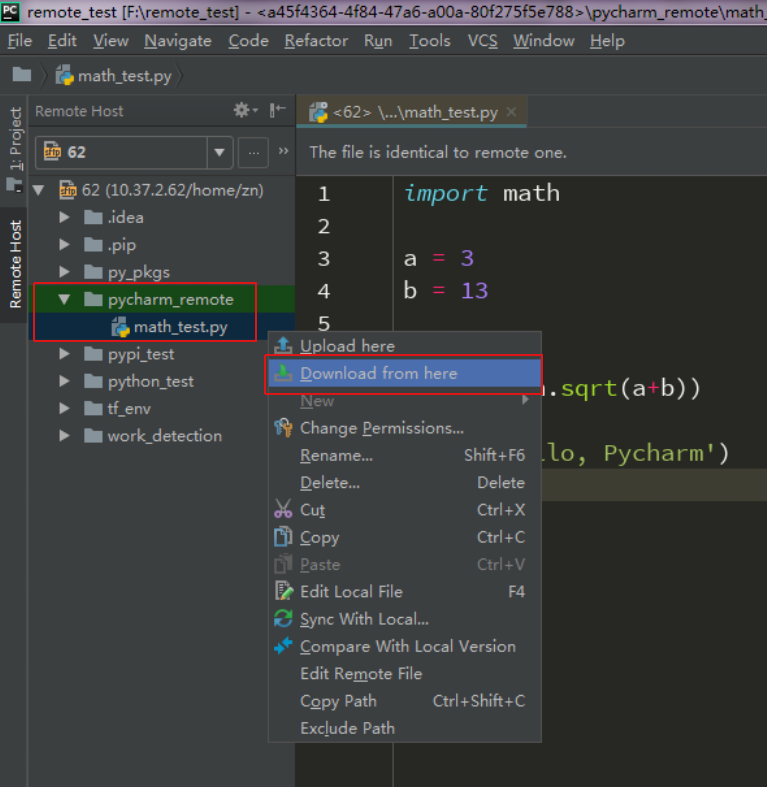 PC remote_test [F:\remote_test] - <a45f4364-4f84-47a6-a00a-80f275f5e788>\pycharm_remote\math_
File Edit View Navigate Code Refactor Run Tools VCS Window Help
math_test.py
1: Project
Remote Host
Remote Host
<62> \...\math_test.py
sftp 62
...
The file is identical to remote one.
sftp 62 (10.37.2.62/home/zn)
.idea
.pip
py_pkgs
pycharm_remote
math_test.py
pypi_test
python_test
tf_env
work_detection
1 import math
2
3 a = 3
4 b = 13
5
.sqrt(a+b))
lo, Pycharm')
Upload here
Download from here
New
Change Permissions...
Rename... Shift+F6
Delete... Delete
Cut Ctrl+X
Copy Ctrl+C
Paste Ctrl+V
Edit Local File F4
Sync With Local...
Compare With Local Version
Edit Remote File
Copy Path Ctrl+Shift+C
Exclude Path